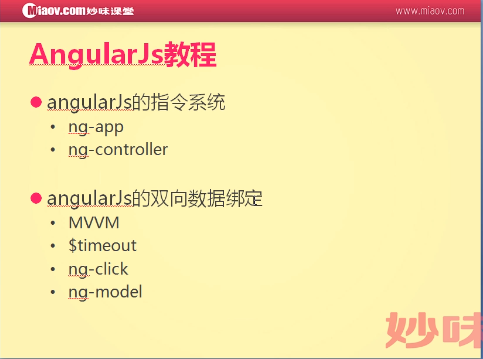 Miaov.com妙味课堂
www.miaov.com
AngularJs教程
angularJs的指令系统
ng-app
ng-controller
angularJs的双向数据绑定
MVVM
$timeout
ng-click
ng-model
妙味